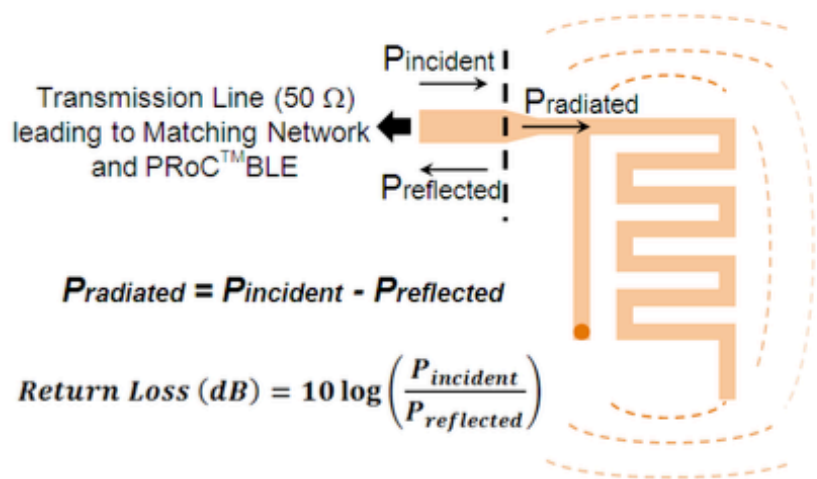 Pincident
Transmission Line (50 Ω)
leading to Matching Network
and PRoC™BLE
Pradiated
Preflected
Pradiated = Pincident - Preflected
Return Loss (dB) = 10 log(Pincident/Preflected)